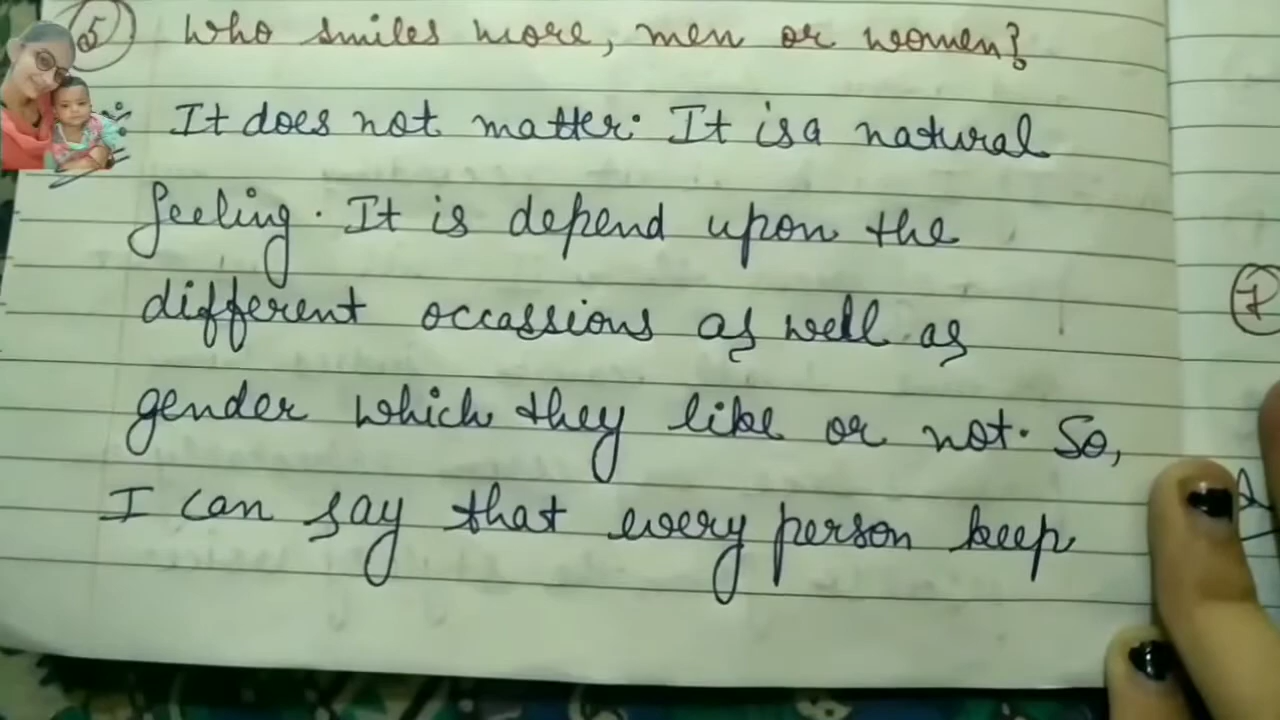 5 Who smiles more, men or women?
It does not matter. It is a natural
feeling. It is depend upon the
different occassions as well as
gender which they like or not. So,
I can say that every person keep